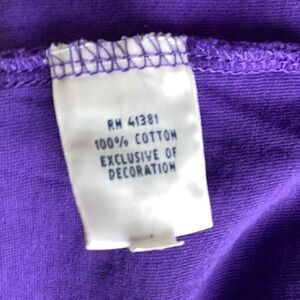 RN 41381
100% COTTON
EXCLUSIVE OF
DECORATION